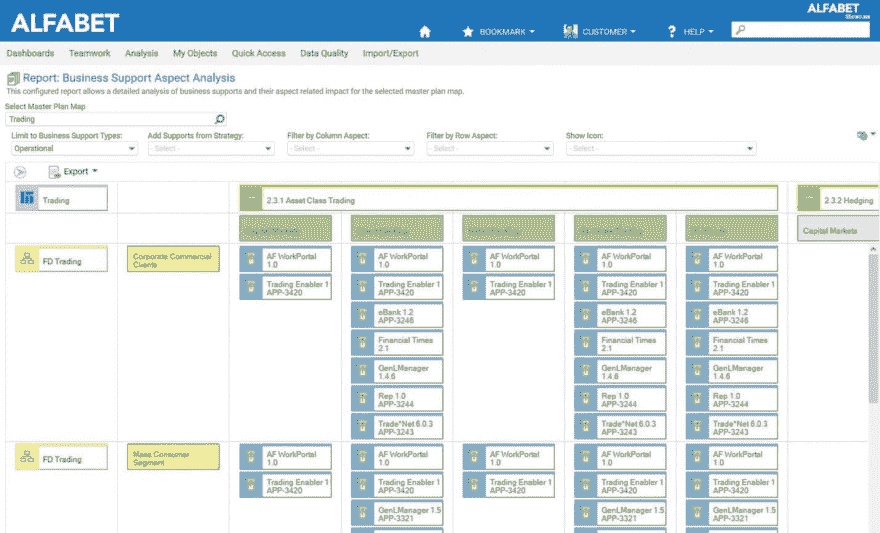 ALFABET
ALFABET
Showcase
BOOKMARK
CUSTOMER
HELP
Dashboards Teamwork Analysis My Objects Quick Access Data Quality Import/Export
Report: Business Support Aspect Analysis
This configured report allows a detailed analysis of business supports and their aspect related impact for the selected master plan map.
Select Master Plan Map
Trading
Limit to Business Support Types: Add Supports from Strategy: Filter by Column Aspect: Filter by Row Aspect: Show Icon:
Operational - Select - - Select - - Select - - Select -
Export
Trading 2.3.1 Asset Class Trading 2.3.2 Hedging
Capital Markets
FD Trading Corporate Commercial Clients
AF WorkPortal 1.0 AF WorkPortal 1.0 AF WorkPortal 1.0 AF WorkPortal 1.0 AF WorkPortal 1.0
Trading Enabler 1 APP-3420 Trading Enabler 1 APP-3420 Trading Enabler 1 APP-3420 Trading Enabler 1 APP-3420 Trading Enabler 1 APP-3420
eBank 1.2 APP-3246 eBank 1.2 APP-3246 eBank 1.2 APP-3246
Financial Times 2.1 Financial Times 2.1 Financial Times 2.1
GenLManager 1.4.6 GenLManager 1.4.6 GenLManager 1.4.6
Rep 1.0 APP-3244 Rep 1.0 APP-3244 Rep 1.0 APP-3244
Trade*Net 6.0.3 APP-3243 Trade*Net 6.0.3 APP-3243 Trade*Net 6.0.3 APP-3243
FD Trading Mass Consumer Segment
AF WorkPortal 1.0 AF WorkPortal 1.0 AF WorkPortal 1.0 AF WorkPortal 1.0 AF WorkPortal 1.0
Trading Enabler 1 APP-3420 Trading Enabler 1 APP-3420 Trading Enabler 1 APP-3420 Trading Enabler 1 APP-3420 Trading Enabler 1 APP-3420
GenLManager 1.5 APP-3321 GenLManager 1.5 APP-3321 GenLManager 1.5 APP-3321